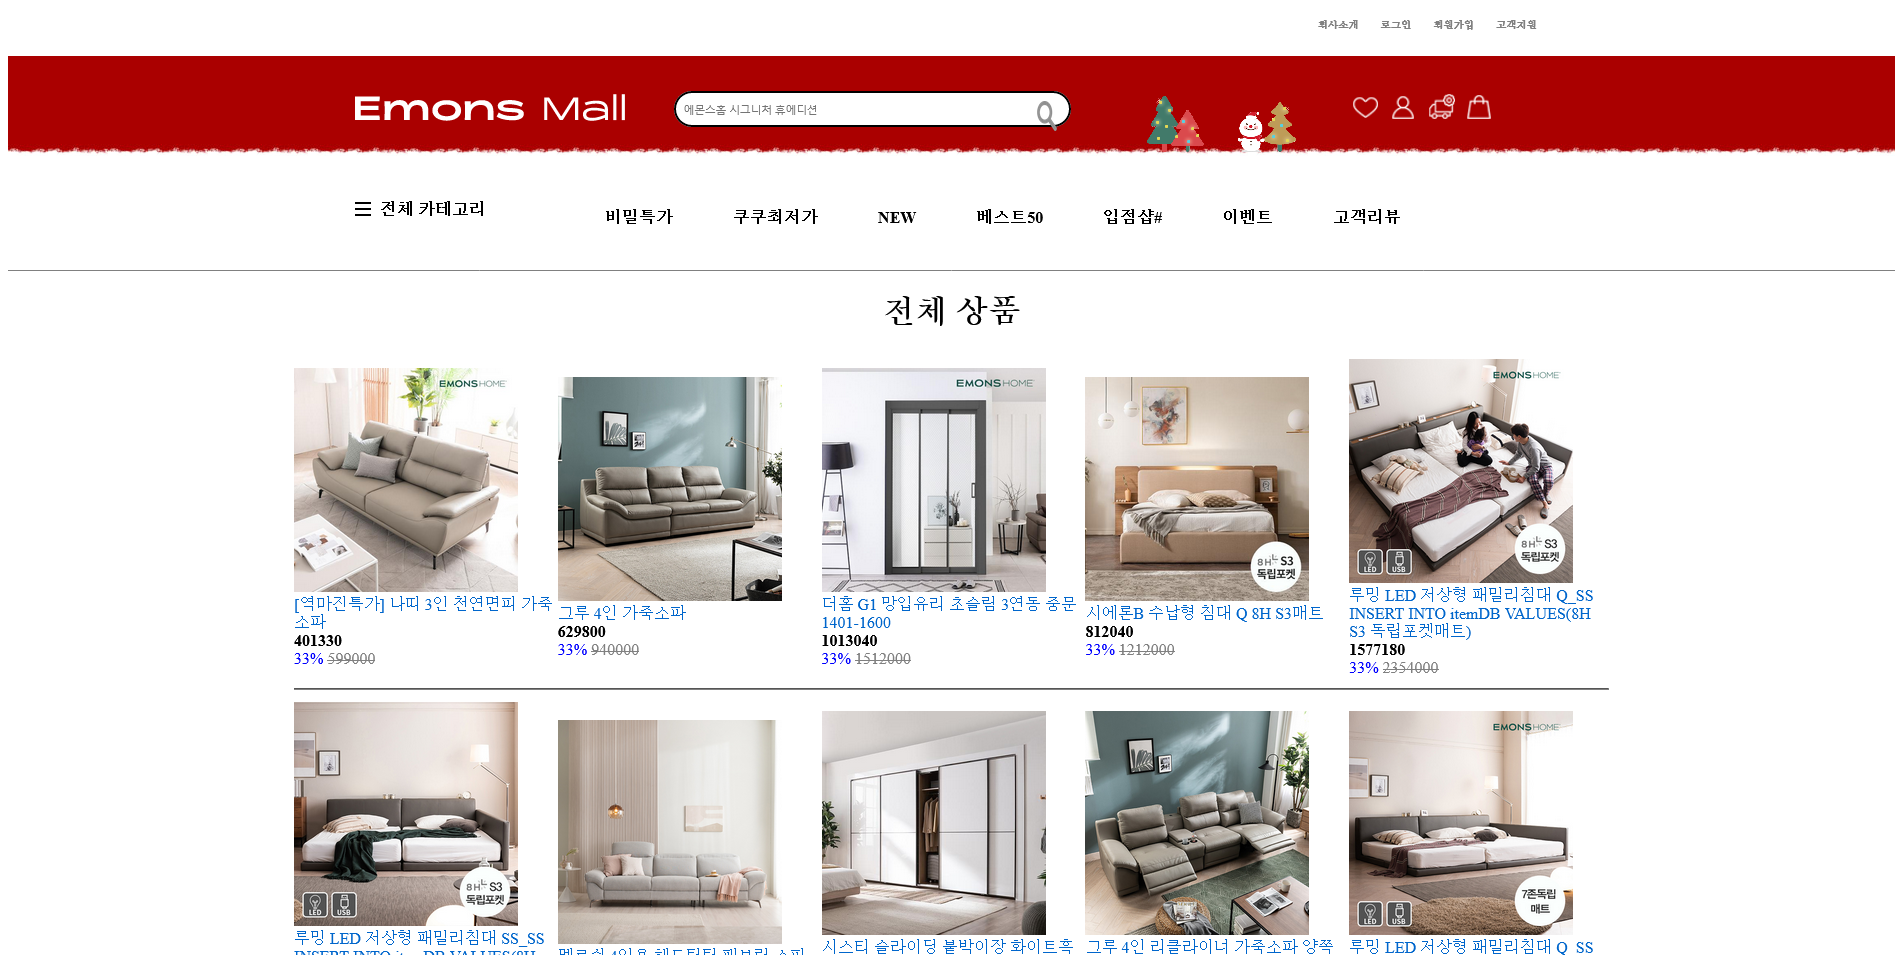 회사소개 로그인 회원가입 고객지원
Emons Mall
에몬스홈 시그니처 휴에디션
전체 카테고리
비밀특가 쿠쿠최저가 NEW 베스트50 입점샵# 이벤트 고객리뷰
전체 상품
EMONSHOME
[역마진특가] 나띠 3인 천연면피 가죽
소파
401330
33% 599000
그루 4인 가죽소파
629800
33% 940000
EMONSHOME
더홈 G1 망입유리 초슬림 3연동 중문
1401-1600
1013040
33% 1512000
8H S3
독립포켓
시에론B 수납형 침대 Q 8H S3매트
812040
33% 1212000
EMONSHOME
LED USB
8H S3
독립포켓
루밍 LED 저상형 패밀리침대 Q_SS
INSERT INTO itemDB VALUES(8H
S3 독립포켓매트)
1577180
33% 2354000
LED USB
8H S3
독립포켓
루밍 LED 저상형 패밀리침대 SS_SS
INSERT INTO itemDB VALUES(8H
시스티 슬라이딩 붙박이장 화이트흑
그루 4인 리클라이너 가죽소파 양쪽
EMONSHOME
LED USB
7존독립
매트
루밍 LED 저상형 패밀리침대 Q_SS